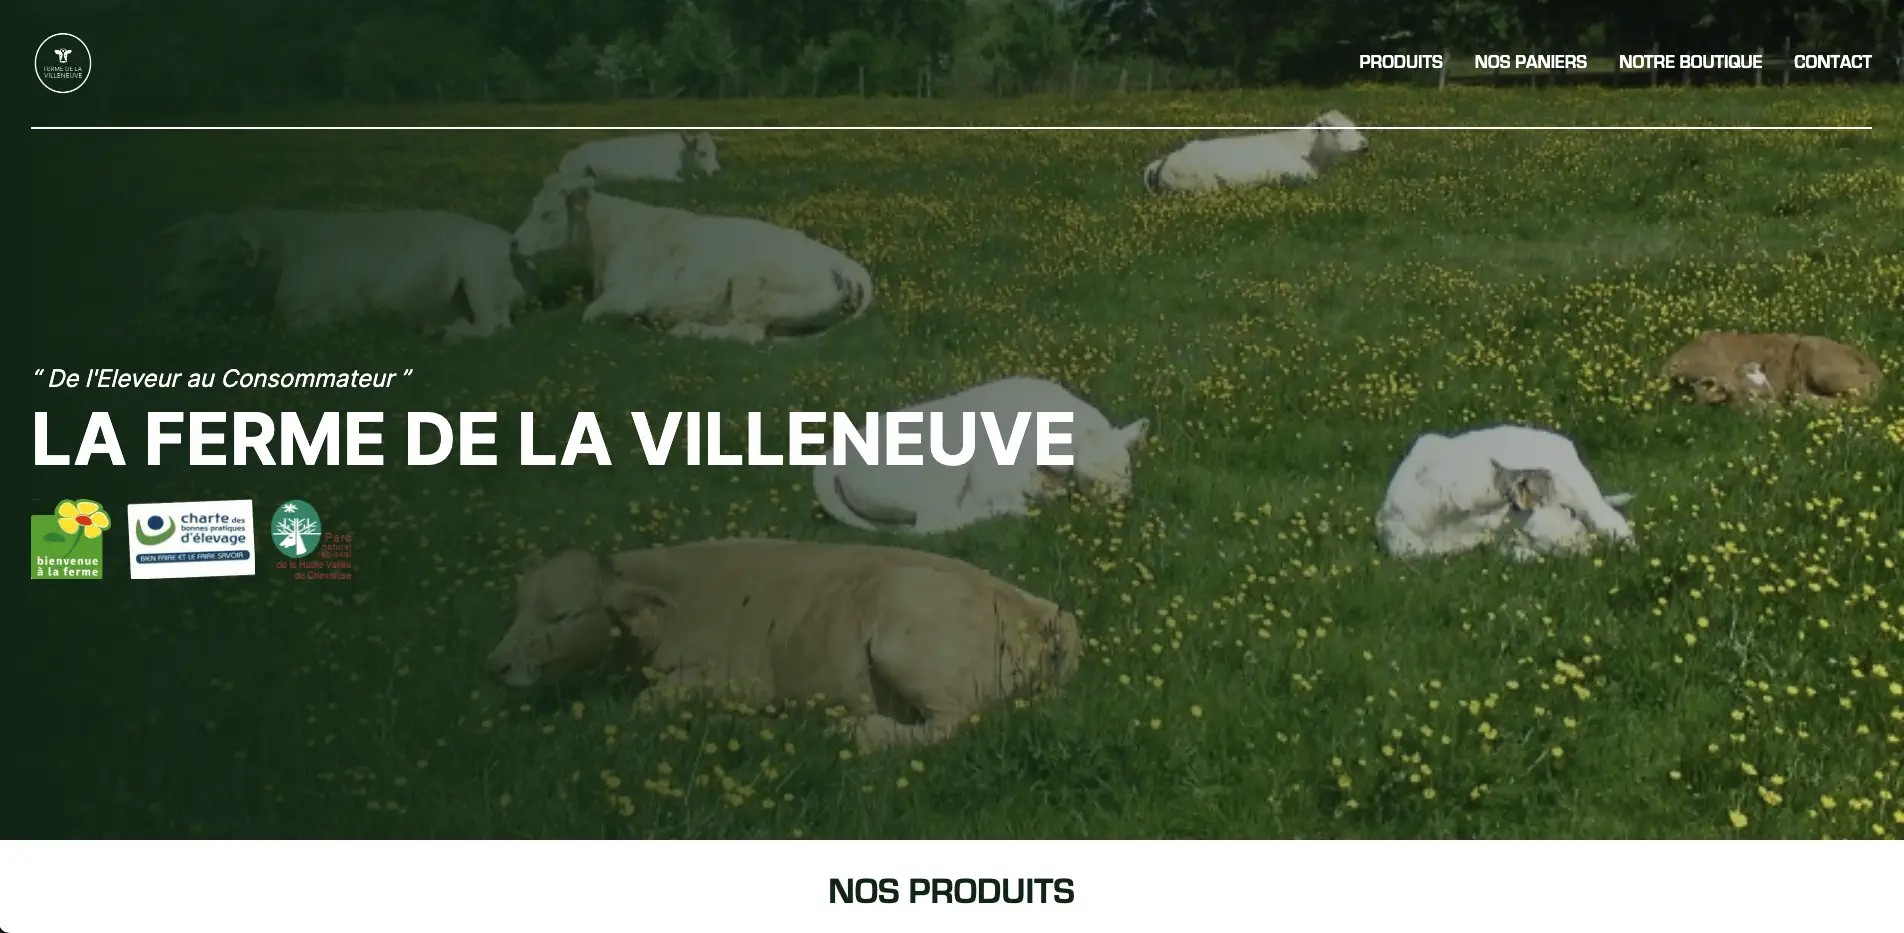 FERME DE LA
VILLENEUVE
PRODUITS NOS PANIERS NOTRE BOUTIQUE CONTACT
“ De l'Eleveur au Consommateur ”
LA FERME DE LA VILLENEUVE
bienvenue
à la ferme
charte des
bonnes pratiques
d'élevage
BIEN FAIRE ET LE FAIRE SAVOIR
Parc
naturel
régional
de la Haute Vallée
de Chevreuse
NOS PRODUITS